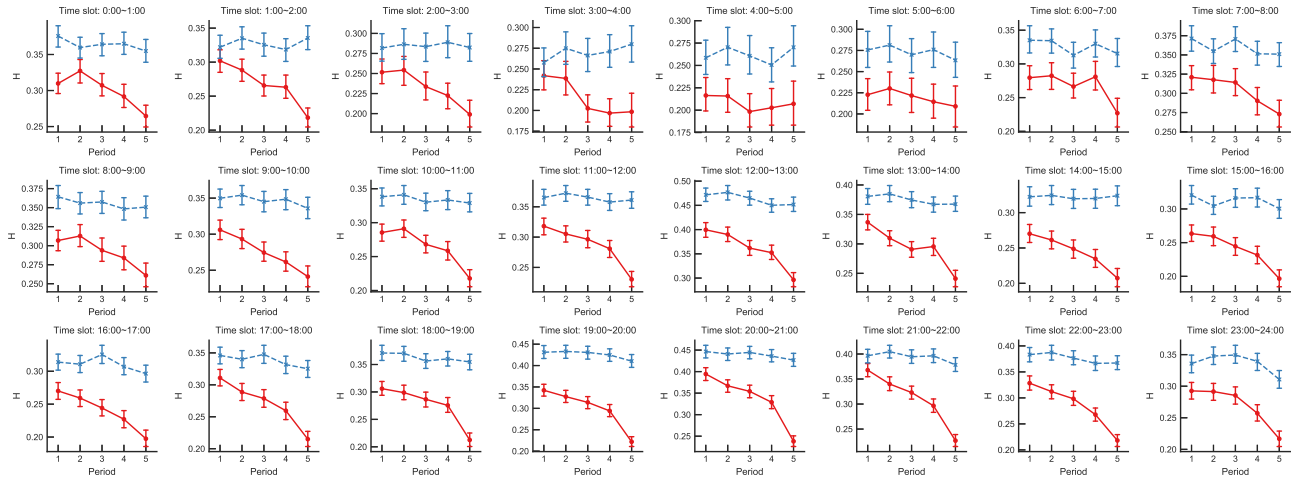 Time slot: 0:00~1:00 Time slot: 1:00~2:00 Time slot: 2:00~3:00 Time slot: 3:00~4:00 Time slot: 4:00~5:00 Time slot: 5:00~6:00 Time slot: 6:00~7:00 Time slot: 7:00~8:00
0.35 0.25 H
0.35 0.30 0.25 0.20 H
0.300 0.275 0.250 0.225 0.200 H
0.275 0.250 0.225 0.200 0.175 H
0.300 0.275 0.250 0.225 0.200 0.175 H
0.300 0.275 0.250 0.225 0.200 H
0.35 0.30 0.25 0.20 H
0.375 0.350 0.325 0.300 0.275 0.250 H
1 2 3 4 5 1 2 3 4 5 1 2 3 4 5 1 2 3 4 5 1 2 3 4 5 1 2 3 4 5 1 2 3 4 5 1 2 3 4 5
Period Period Period Period Period Period Period Period
Time slot: 8:00~9:00 Time slot: 9:00~10:00 Time slot: 10:00~11:00 Time slot: 11:00~12:00 Time slot: 12:00~13:00 Time slot: 13:00~14:00 Time slot: 14:00~15:00 Time slot: 15:00~16:00
0.375 0.350 0.325 0.300 0.275 0.250 H
0.35 0.30 0.25 H
0.35 0.30 0.25 0.20 H
0.35 0.30 0.25 H
0.50 0.45 0.40 0.35 0.30 H
0.40 0.35 0.30 0.25 H
0.30 0.25 0.20 H
0.30 0.25 0.20 H
1 2 3 4 5 1 2 3 4 5 1 2 3 4 5 1 2 3 4 5 1 2 3 4 5 1 2 3 4 5 1 2 3 4 5 1 2 3 4 5
Period Period Period Period Period Period Period Period
Time slot: 16:00~17:00 Time slot: 17:00~18:00 Time slot: 18:00~19:00 Time slot: 19:00~20:00 Time slot: 20:00~21:00 Time slot: 21:00~22:00 Time slot: 22:00~23:00 Time slot: 23:00~24:00
0.30 0.25 0.20 H
0.35 0.30 0.25 0.20 H
0.35 0.30 0.25 0.20 H
0.45 0.40 0.35 0.30 0.25 0.20 H
0.45 0.40 0.35 0.30 0.25 H
0.40 0.35 0.30 0.25 H
0.40 0.35 0.30 0.25 0.20 H
0.35 0.30 0.25 0.20 H
1 2 3 4 5 1 2 3 4 5 1 2 3 4 5 1 2 3 4 5 1 2 3 4 5 1 2 3 4 5 1 2 3 4 5 1 2 3 4 5
Period Period Period Period Period Period Period Period